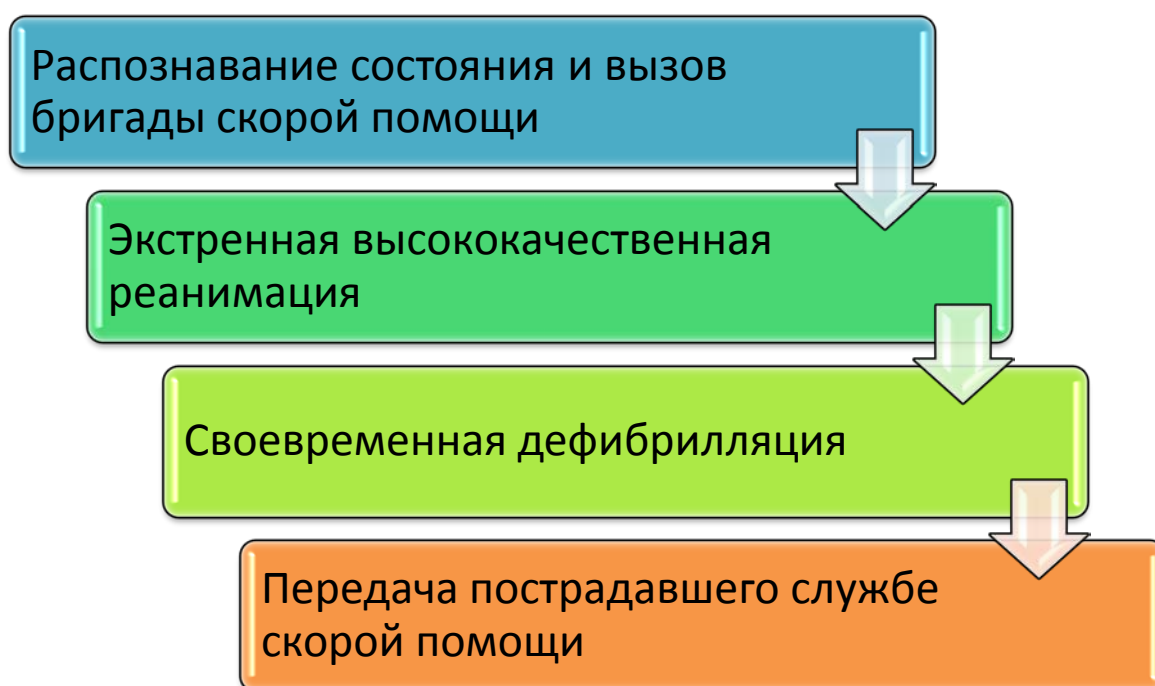 Распознавание состояния и вызов
бригады скорой помощи
Экстренная высококачественная
реанимация
Своевременная дефибрилляция
Передача пострадавшего службе
скорой помощи